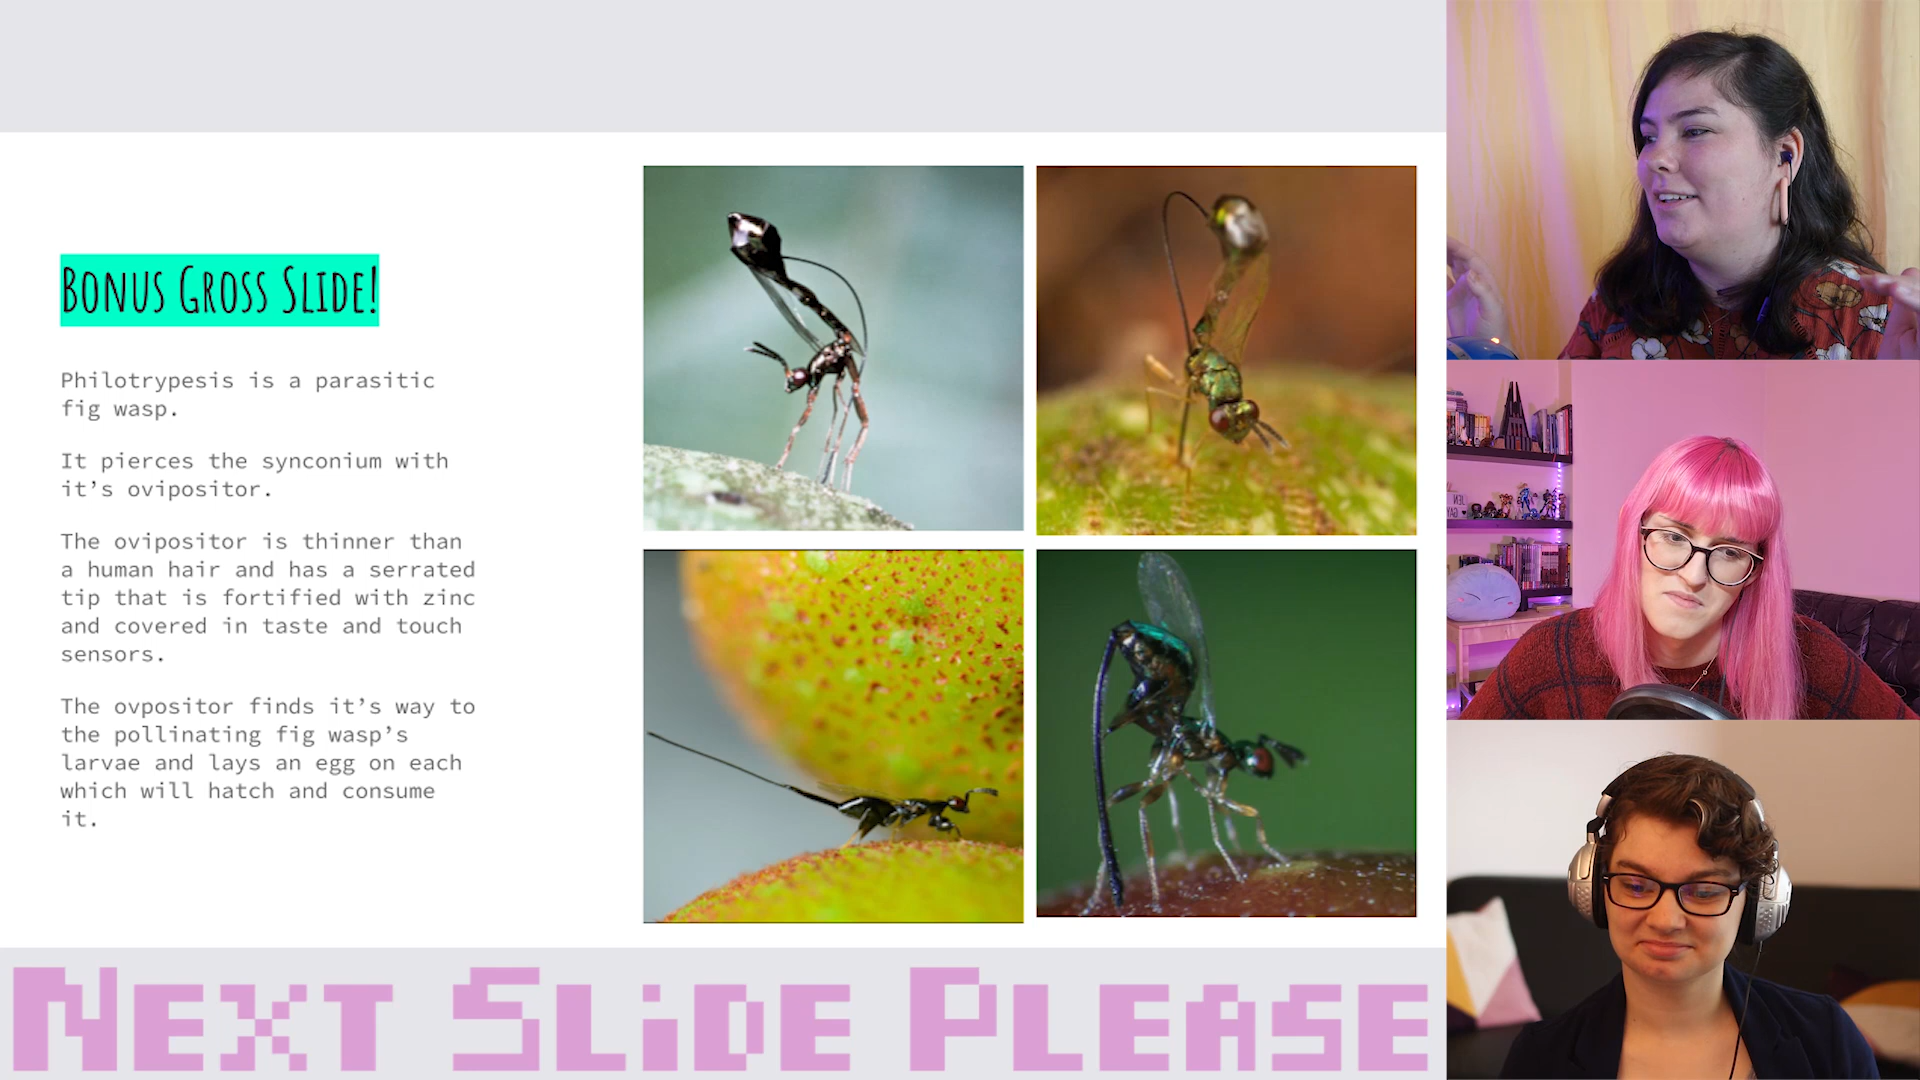 Bonus Gross Slide!
Philotrypesis is a parasitic
fig wasp.
It pierces the synconium with
it's ovipositor.
The ovipositor is thinner than
a human hair and has a serrated
tip that is fortified with zinc
and covered in taste and touch
sensors.
The ovpositor finds it's way to
the pollinating fig wasp's
larvae and lays an egg on each
which will hatch and consume
it.
Next Slide Please